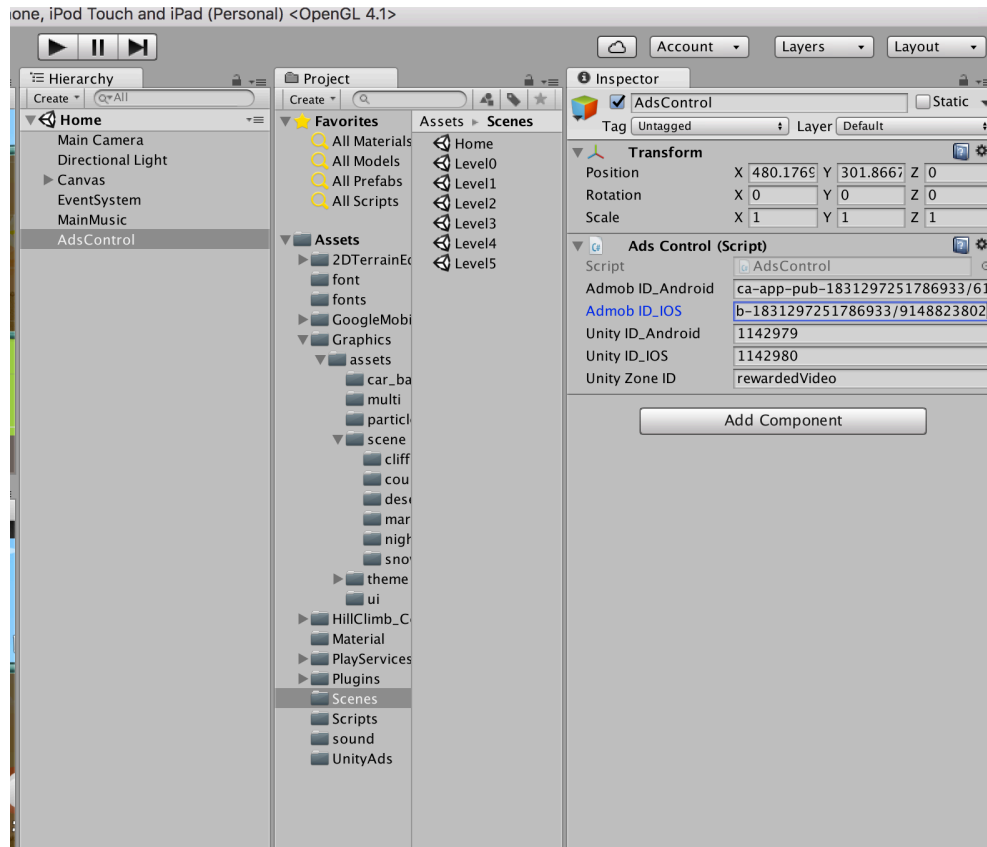 one, iPod Touch and iPad (Personal) <OpenGL 4.1>
Account
Layers
Layout
Hierarchy
Create
All
Home
Main Camera
Directional Light
Canvas
EventSystem
MainMusic
AdsControl
Project
Create
Favorites
All Materials
All Models
All Prefabs
All Scripts
Assets
2DTerrainEd
font
fonts
GoogleMobi
Graphics
assets
car_ba
multi
particl
scene
cliff
cou
dese
mar
nigh
snow
theme
ui
HillClimb_C
Material
PlayServices
Plugins
Scenes
Scripts
sound
UnityAds
Assets Scenes
Home
Level0
Level1
Level2
Level3
Level4
Level5
Inspector
AdsControl Static
Tag Untagged Layer Default
Transform
Position X 480.1769 Y 301.8667 Z 0
Rotation X 0 Y 0 Z 0
Scale X 1 Y 1 Z 1
Ads Control (Script)
Script AdsControl
Admob ID_Android ca-app-pub-1831297251786933/61
Admob ID_IOS b-1831297251786933/9148823802
Unity ID_Android 1142979
Unity ID_IOS 1142980
Unity Zone ID rewardedVideo
Add Component